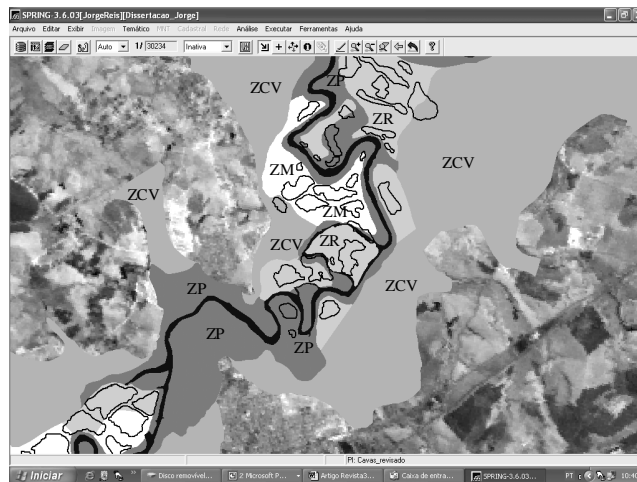 SPRING-3.6.03[JorgeReis][Dissertacao_Jorge]
Arquivo Editar Exibir Imagem Temático MNT Cadastral Rede Análise Executar Ferramentas Ajuda
Auto 1/ 30234 Inativa
ZCV
ZP
ZR
ZCV
ZCV
ZM
ZM
ZCV
ZR
ZP
ZCV
ZP
ZP
PI: Cavas_revisado
Iniciar Disco removível... 2 Microsoft P... Artigo Revista3... Caixa de entra... SPRING-3.6.03... PT 10:40